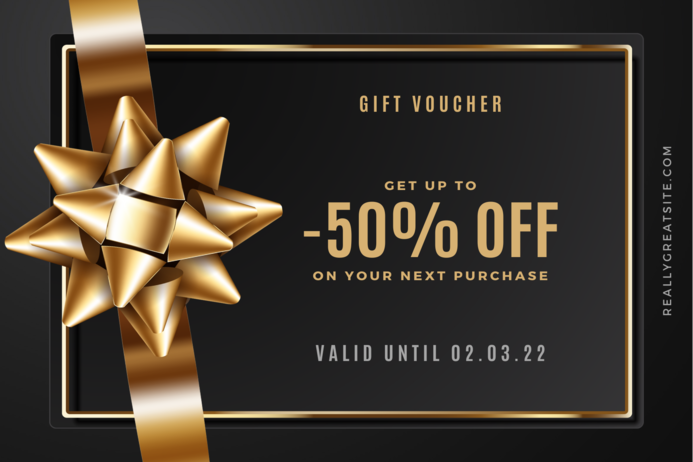 GIFT VOUCHER
GET UP TO
-50% OFF
ON YOUR NEXT PURCHASE
VALID UNTIL 02.03.22
REALLYGREATSITE.COM